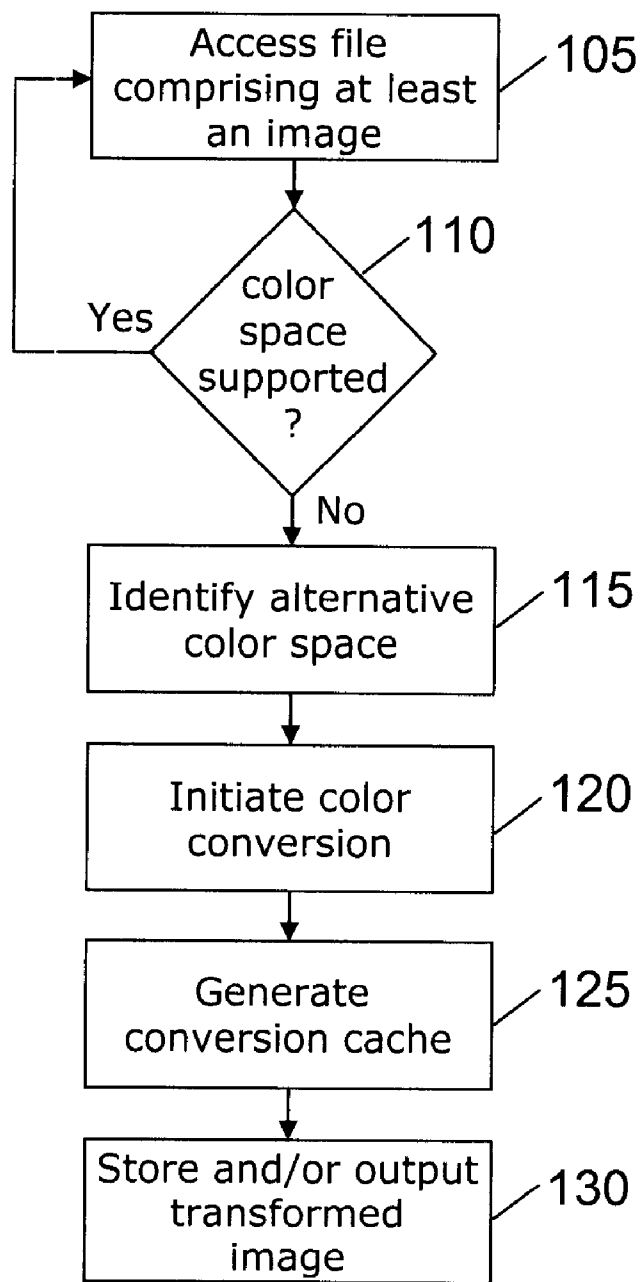 Access file
comprising at least
an image
105
110
color
space
supported
?
Yes
No
Identify alternative
color space
115
Initiate color
conversion
120
Generate
conversion cache
125
Store and/or output
transformed
image
130